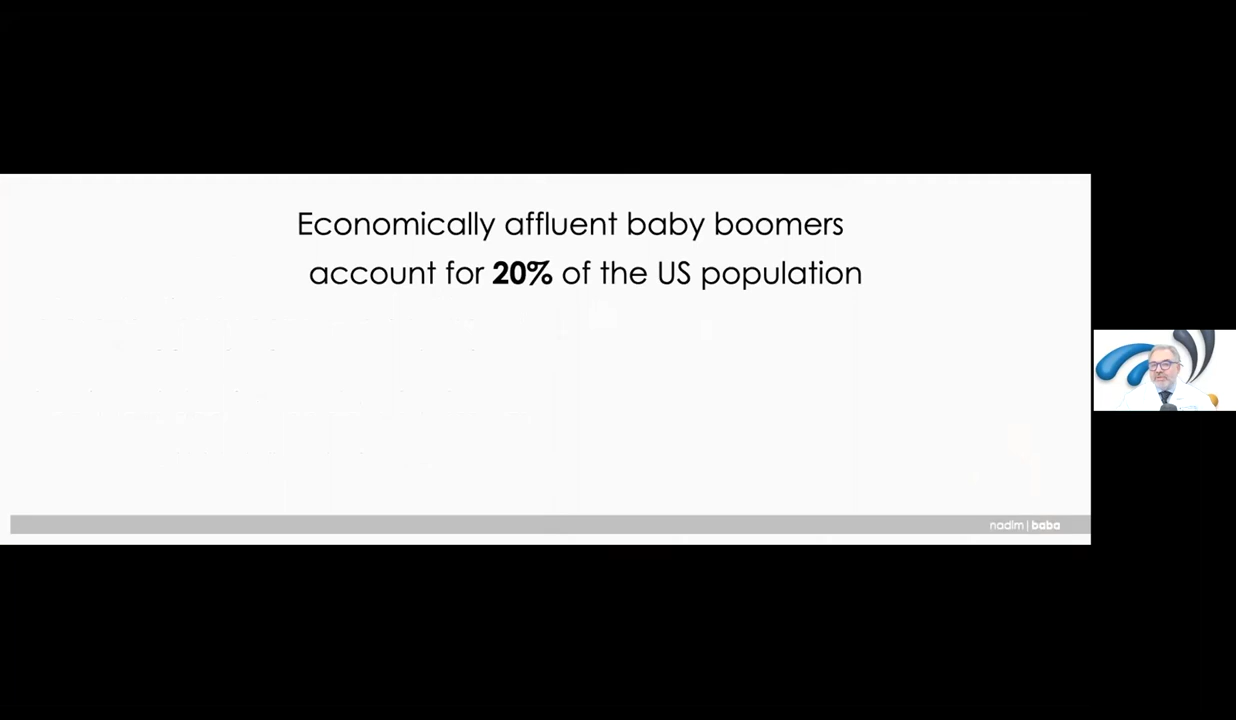 Economically affluent baby boomers
account for 20% of the US population
nadim | baba